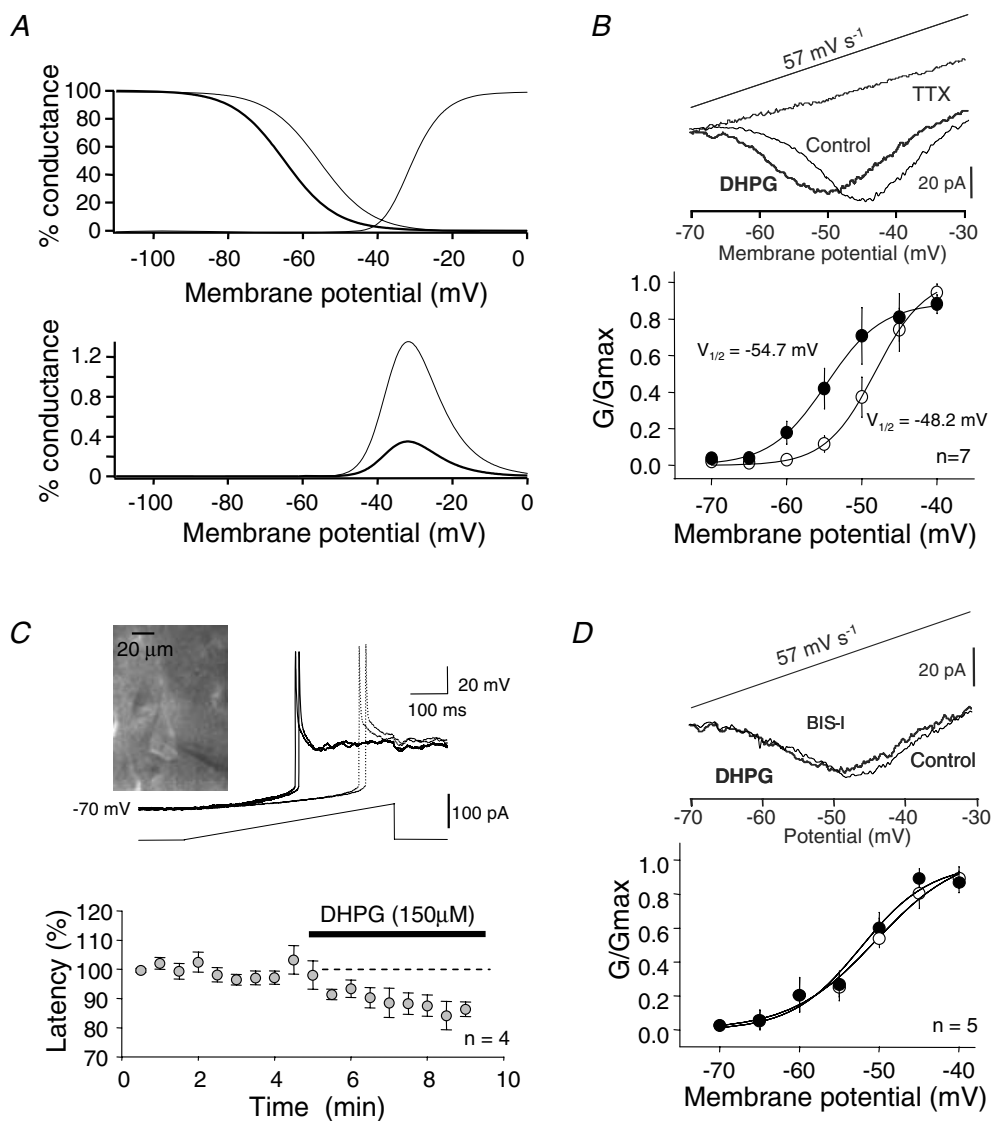 A
% conductance
100
80
60
40
20
0
-100 -80 -60 -40 -20 0
Membrane potential (mV)
% conductance
1.2
0.4
0
-100 -80 -60 -40 -20 0
Membrane potential (mV)
B
57 mV s-1
TTX
Control
DHPG
20 pA
-70 -60 -50 -40 -30
Membrane potential (mV)
G/Gmax
1.0
0.8
0.6
0.4
0.2
0.0
V1/2 = -54.7 mV
V1/2 = -48.2 mV
n=7
-70 -60 -50 -40
Membrane potential (mV)
C
20 μm
20 mV
100 ms
-70 mV
100 pA
Latency (%)
120
110
100
90
80
70
DHPG (150μM)
n = 4
0 2 4 6 8 10
Time (min)
D
57 mV s-1
20 pA
BIS-I
DHPG
Control
-70 -60 -50 -40 -30
Potential (mV)
G/Gmax
1.0
0.8
0.6
0.4
0.2
0.0
n = 5
-70 -60 -50 -40
Membrane potential (mV)